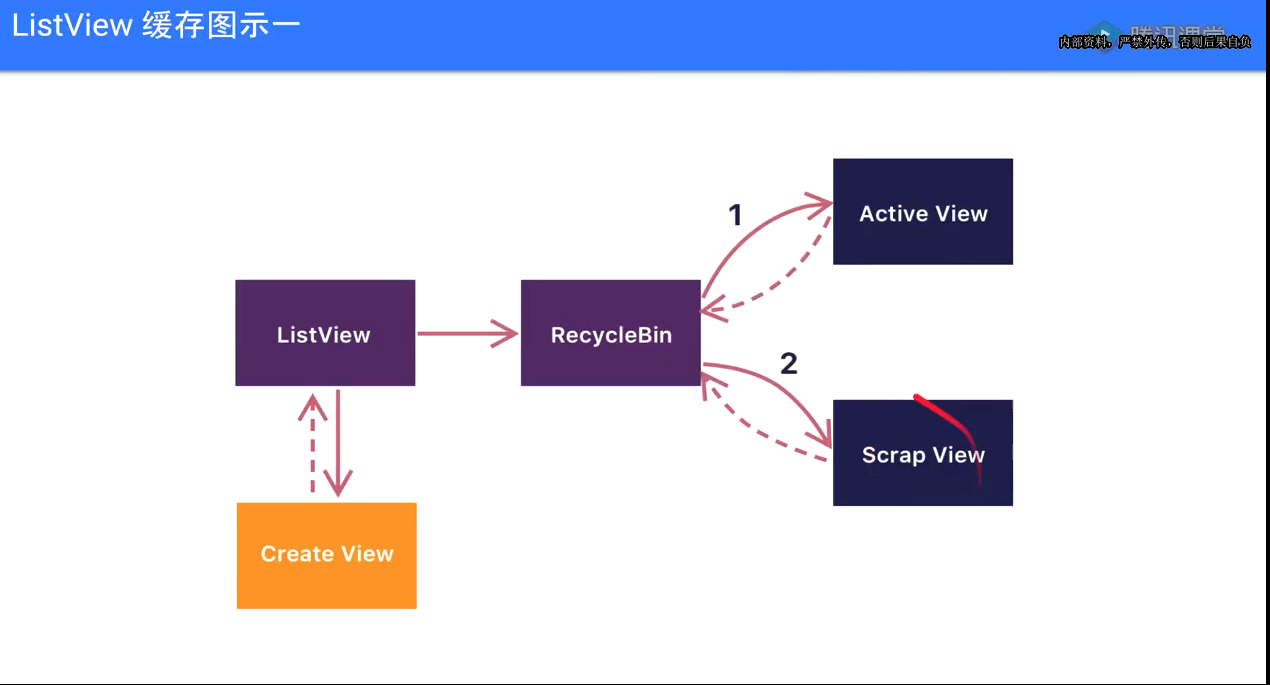 ListView 缓存图示一
腾讯课堂
内部资料，严禁外传，否则后果自负
1
Active View
ListView
RecycleBin
2
Scrap View
Create View